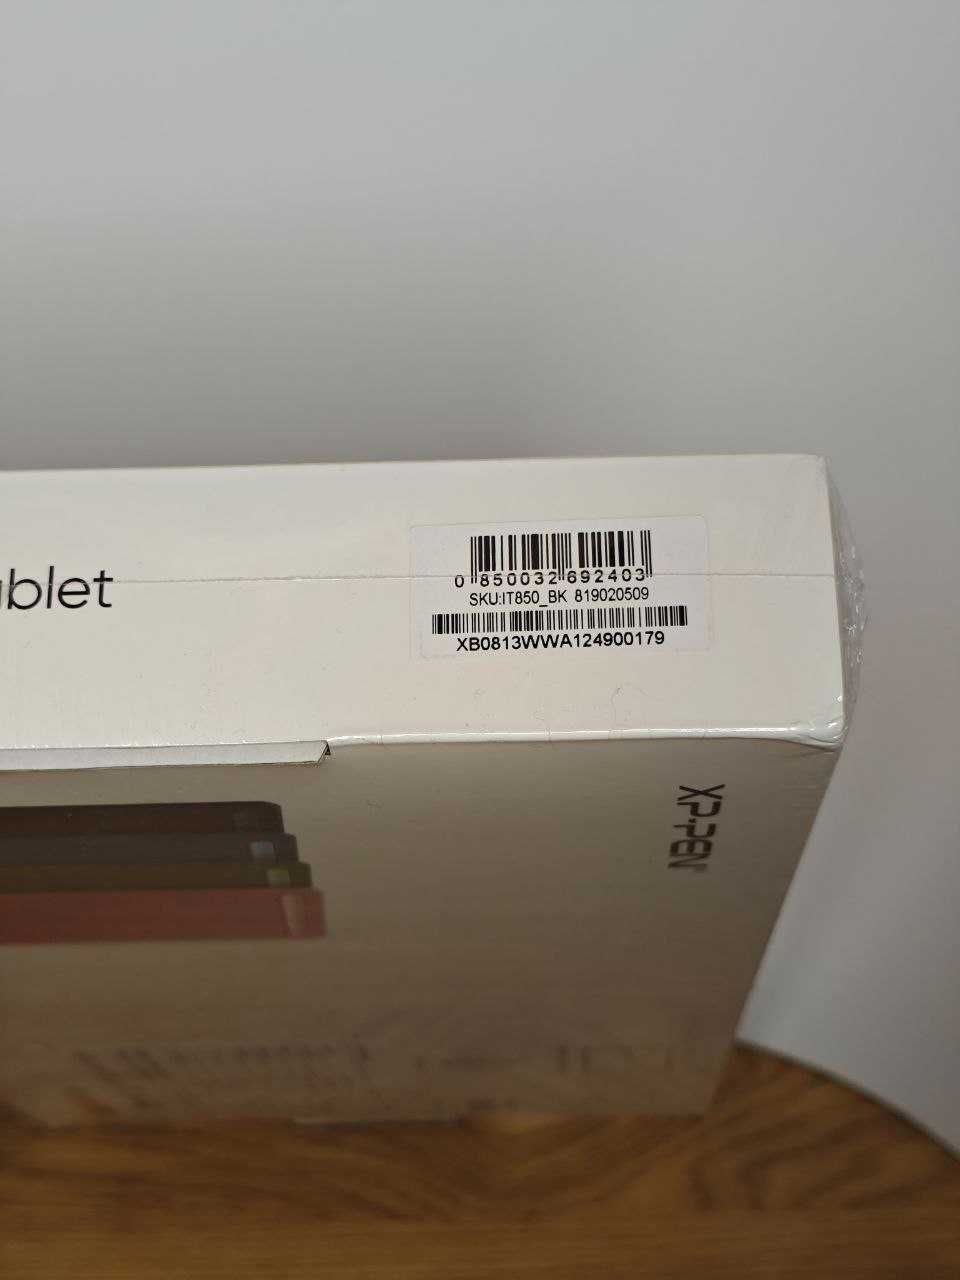 ablet
0 850032 692403
SKU:IT850_BK 819020509
XB0813WWA124900179
XP-PEN